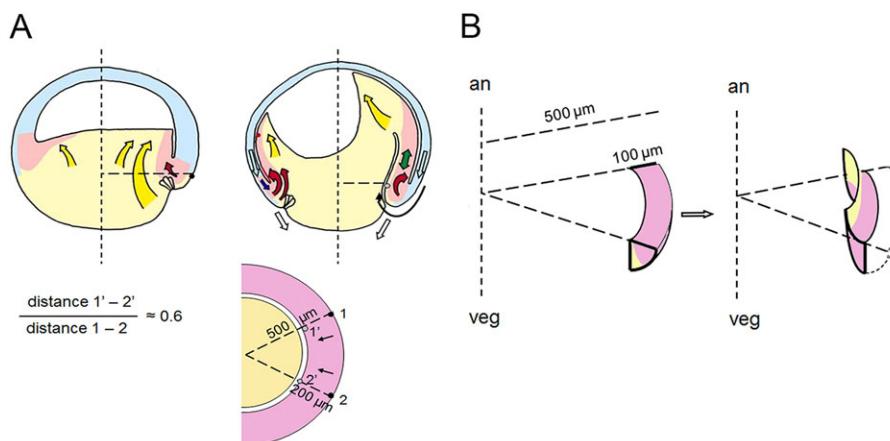 A
B
an
500 µm
100 µm
veg
an
veg
distance 1' – 2'
distance 1 – 2
≈ 0.6
500 µm
1
1'
2'
200 µm
2